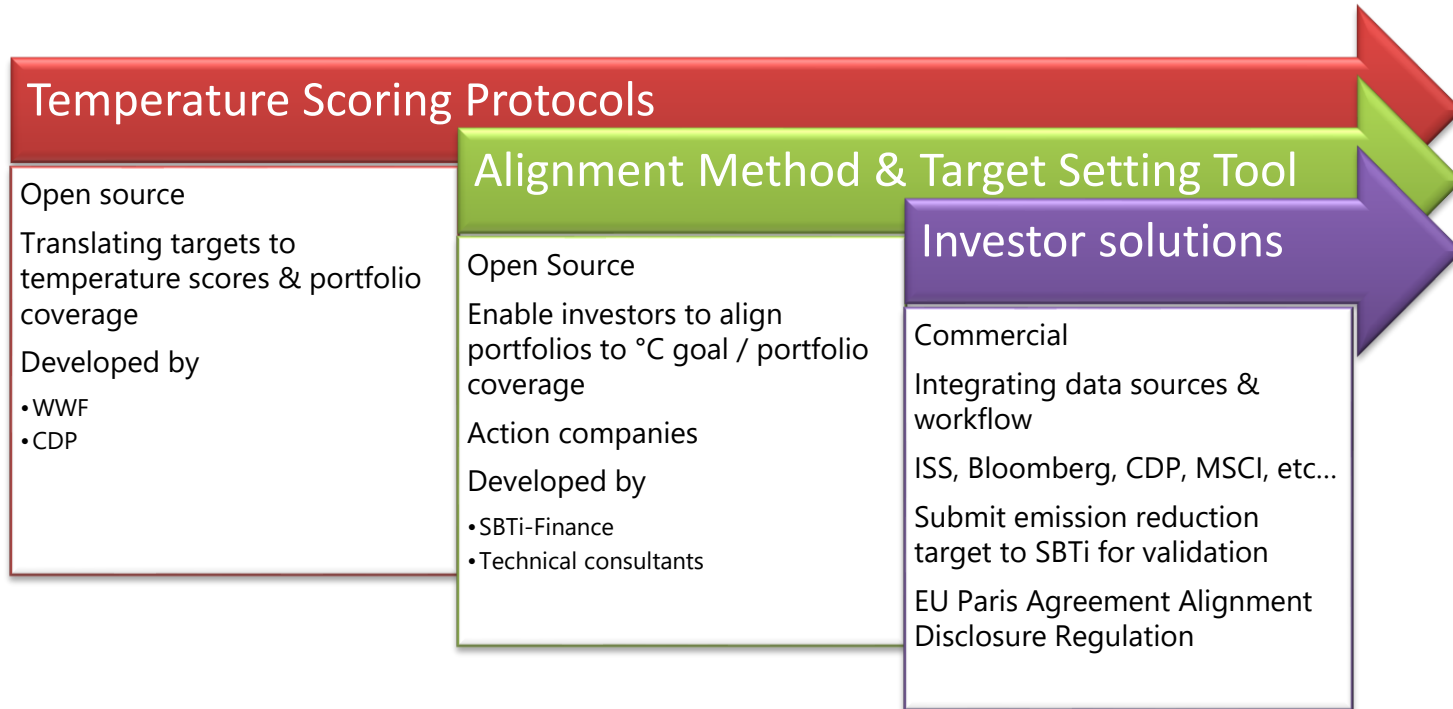 Temperature Scoring Protocols
Open source
Translating targets to
temperature scores & portfolio
coverage
Developed by
•WWF
•CDP
Alignment Method & Target Setting Tool
Open Source
Enable investors to align
portfolios to °C goal / portfolio
coverage
Action companies
Developed by
•SBTi-Finance
•Technical consultants
Investor solutions
Commercial
Integrating data sources &
workflow
ISS, Bloomberg, CDP, MSCI, etc...
Submit emission reduction
target to SBTi for validation
EU Paris Agreement Alignment
Disclosure Regulation